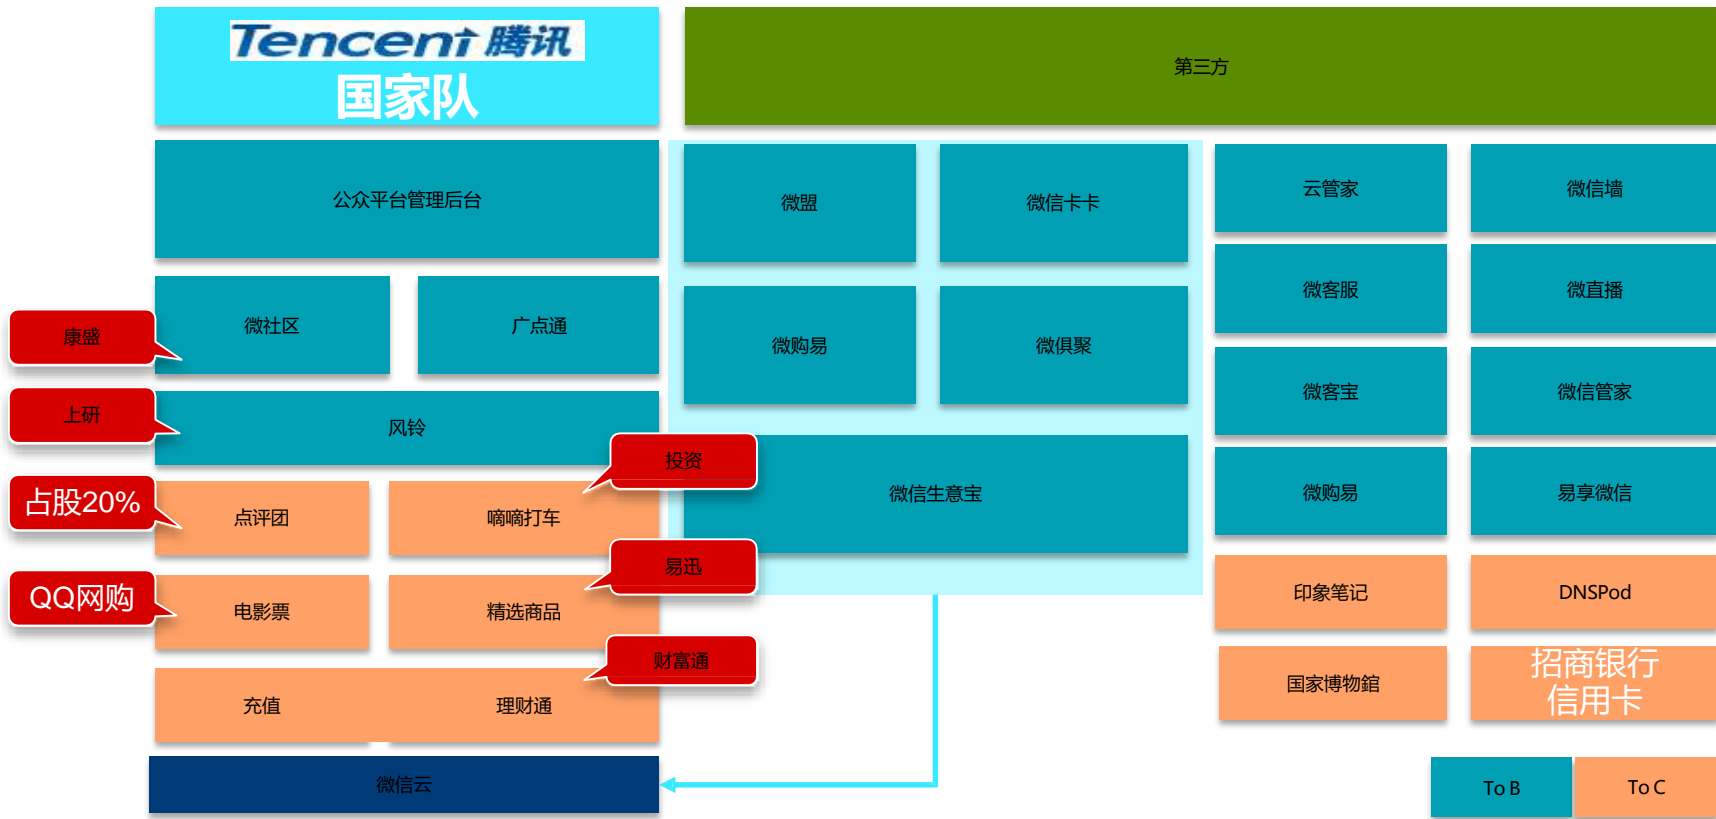 Tencent 腾讯
国家队
第三方
公众平台管理后台
微盟
微信卡卡
云管家
微信墙
微社区
广点通
微购易
微俱聚
微客服
微直播
康盛
上研
风铃
微客宝
微信管家
投资
占股20%
点评团
嘀嘀打车
微信生意宝
微购易
易享微信
易迅
QQ网购
电影票
精选商品
印象笔记
DNSPod
财富通
充值
理财通
国家博物館
招商银行
信用卡
微信云
To B
To C